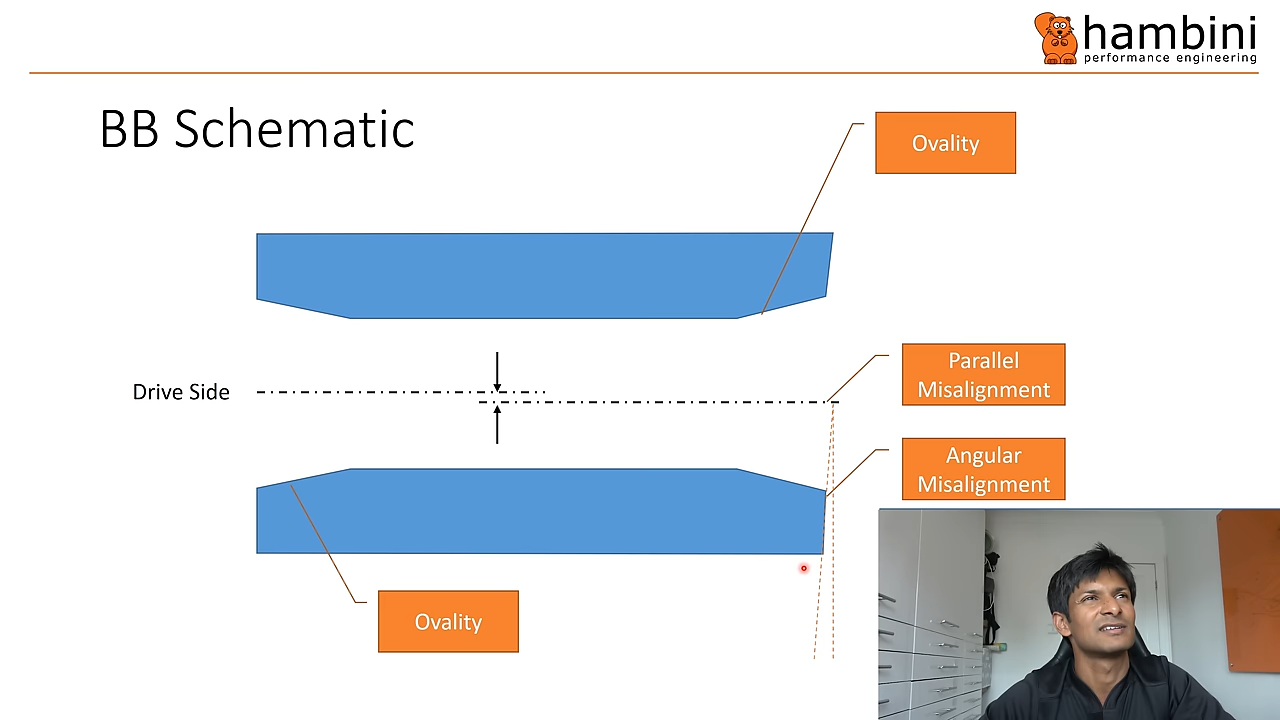 hambini
performance engineering
BB Schematic
Ovality
Drive Side
Parallel
Misalignment
Angular
Misalignment
Ovality